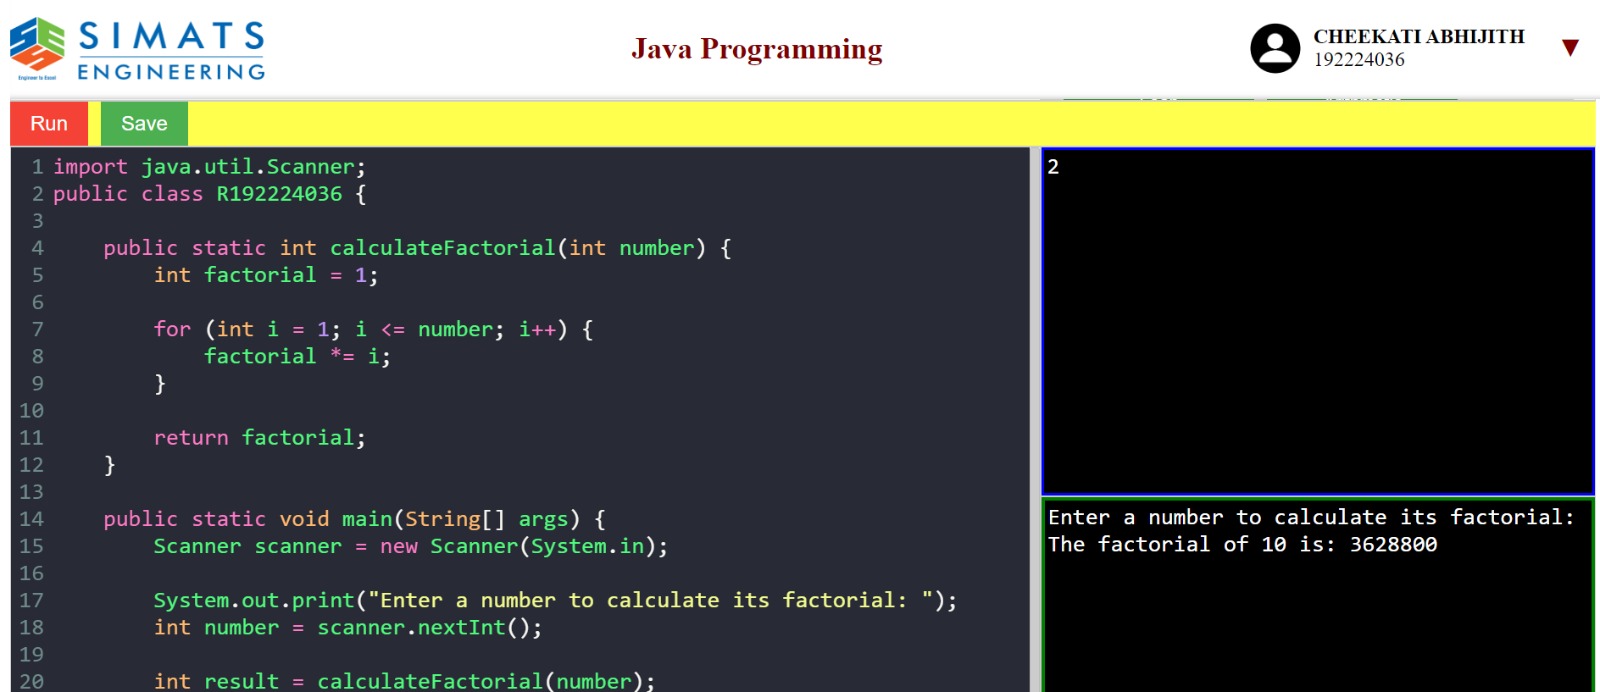 SIMATS
ENGINEERING
Engineer to Excel
Java Programming
CHEEKATI ABHIJITH
192224036
Run
Save
1 import java.util.Scanner;
2 public class R192224036 {
3
4     public static int calculateFactorial(int number) {
5         int factorial = 1;
6
7         for (int i = 1; i <= number; i++) {
8             factorial *= i;
9         }
10
11         return factorial;
12     }
13
14     public static void main(String[] args) {
15         Scanner scanner = new Scanner(System.in);
16
17         System.out.print("Enter a number to calculate its factorial: ");
18         int number = scanner.nextInt();
19
20         int result = calculateFactorial(number);
2
Enter a number to calculate its factorial:
The factorial of 10 is: 3628800